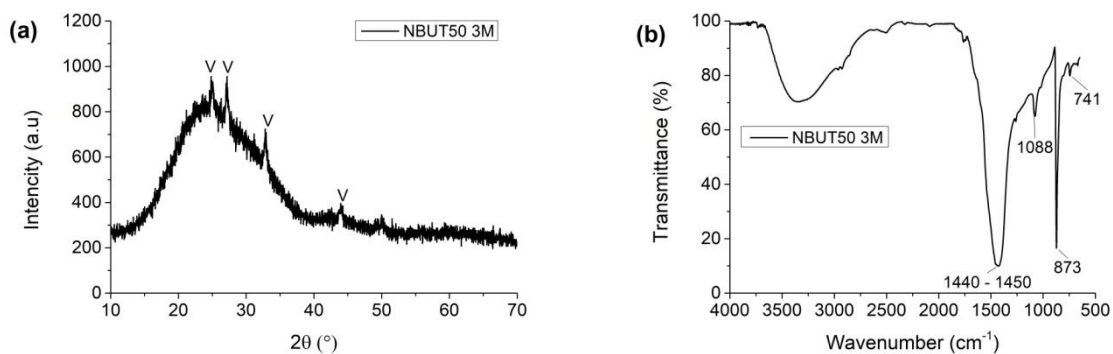 (a)
NBUT50 3M
V V
V
V
1200
1000
800
600
400
200
0
Intencity (a.u)
10 20 30 40 50 60 70
2θ (°)
(b)
NBUT50 3M
100
80
60
40
20
0
Transmittance (%)
741
1088
873
1440 - 1450
4000 3500 3000 2500 2000 1500 1000 500
Wavenumber (cm⁻¹)